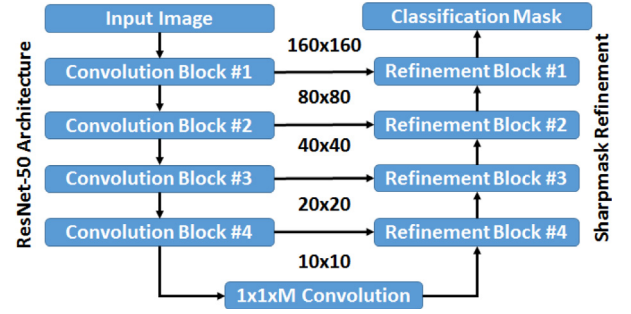 Input Image
Classification Mask
160x160
Convolution Block #1
Refinement Block #1
80x80
Convolution Block #2
Refinement Block #2
40x40
Convolution Block #3
Refinement Block #3
20x20
Convolution Block #4
Refinement Block #4
10x10
1x1xM Convolution
ResNet-50 Architecture
Sharpmask Refinement